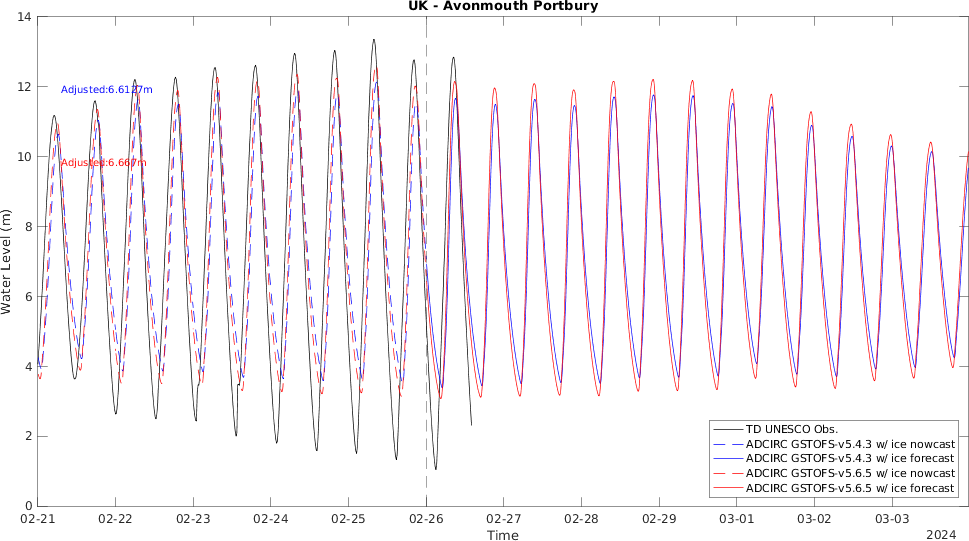 UK - Avonmouth Portbury
14
12
10
8
6
4
2
0
Water Level (m)
Adjusted:6.6127m
Adjusted:6.667m
TD UNESCO Obs.
ADCIRC GSTOFS-v5.4.3 w/ ice nowcast
ADCIRC GSTOFS-v5.4.3 w/ ice forecast
ADCIRC GSTOFS-v5.6.5 w/ ice nowcast
ADCIRC GSTOFS-v5.6.5 w/ ice forecast
02-21 02-22 02-23 02-24 02-25 02-26 02-27 02-28 02-29 03-01 03-02 03-03
Time
2024